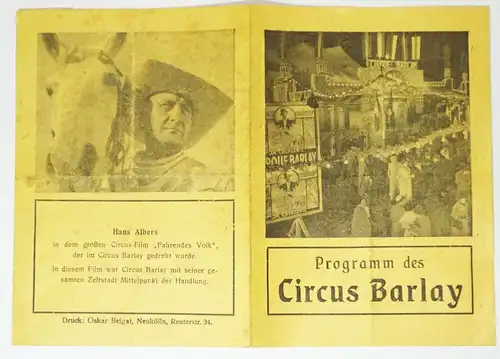 Hans Albers
in dem großen Circus-Film „Fahrendes Volk",
der im Circus Barlay gedreht wurde
In diesem Film war Circus Barlay mit seiner ge-
samten Zeltstadt Mittelpunkt der Handlung.
Druck: Oskar Beigat, Neukölln, Reuterstr. 34.
BARLAY
Programm des
Circus Barlay